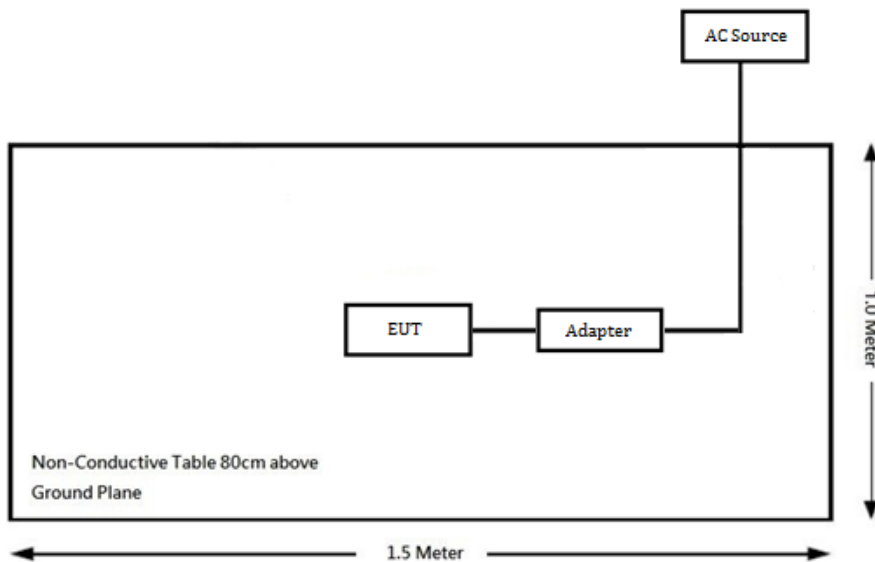 AC Source
EUT
Adapter
1.0 Meter
Non-Conductive Table 80cm above
Ground Plane
1.5 Meter